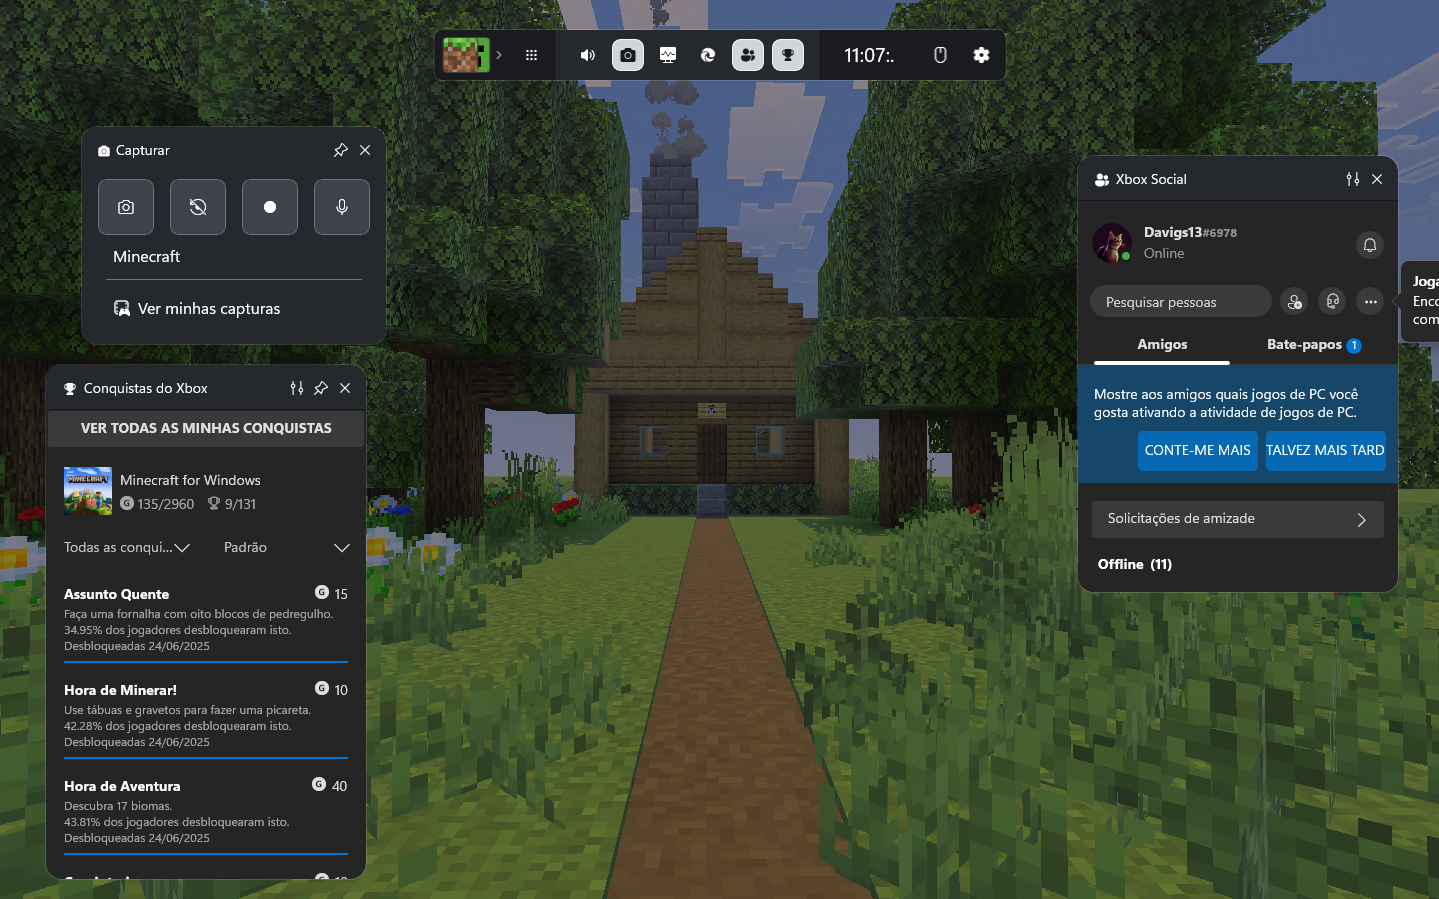 11:07:.
Capturar
Minecraft
Ver minhas capturas
Conquistas do Xbox
VER TODAS AS MINHAS CONQUISTAS
Minecraft for Windows
G 135/2960 9/131
Todas as conqui... Padrão
Assunto Quente G 15
Faça uma fornalha com oito blocos de pedregulho.
34.95% dos jogadores desbloquearam isto.
Desbloqueadas 24/06/2025
Hora de Minerar! G 10
Use tábuas e gravetos para fazer uma picareta.
42.28% dos jogadores desbloquearam isto.
Desbloqueadas 24/06/2025
Hora de Aventura G 40
Descubra 17 biomas.
43.81% dos jogadores desbloquearam isto.
Desbloqueadas 24/06/2025
Xbox Social
Davigs13#6978
Online
Pesquisar pessoas
Joga
Enco
com
Amigos Bate-papos 1
Mostre aos amigos quais jogos de PC você
gosta ativando a atividade de jogos de PC.
CONTE-ME MAIS TALVEZ MAIS TARD
Solicitações de amizade
Offline (11)